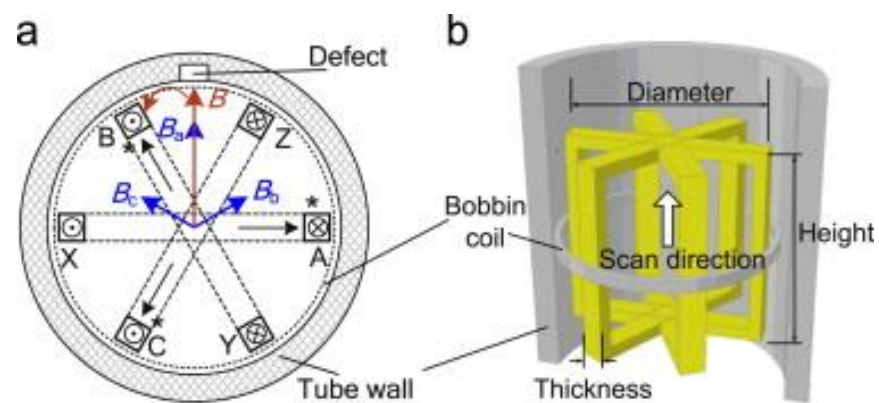 a
Defect
B
B
Z
Ba
*
Bc
Bb
*
X
A
C
*
Y
Tube wall
Bobbin
coil
b
Diameter
Scan direction
Height
Thickness